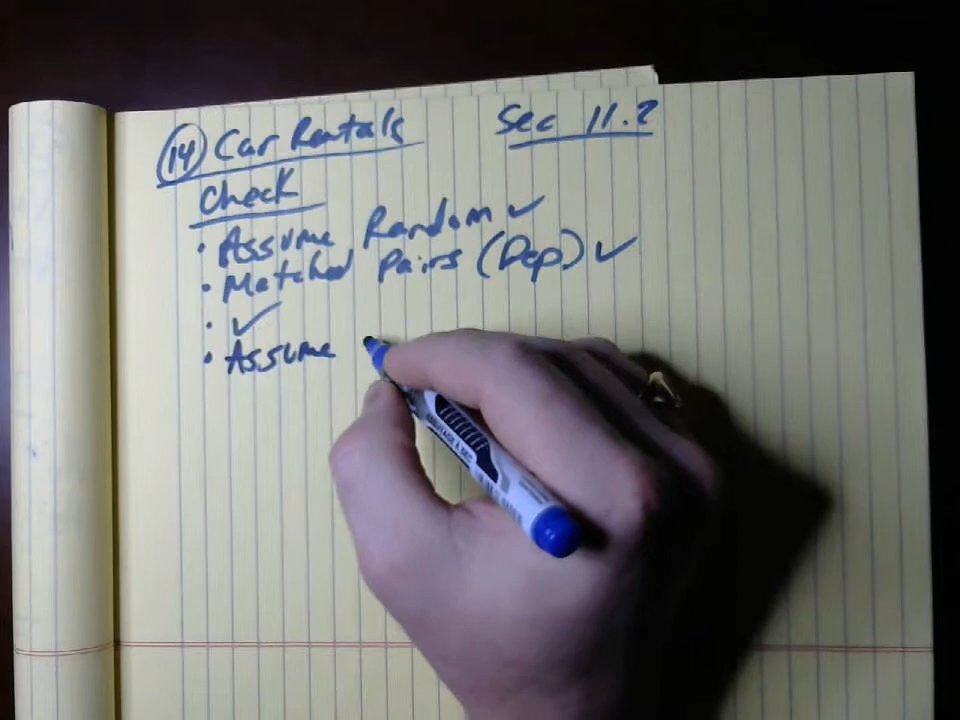 14 Car Rentals Sec 11.2
Check
• Assume Random ✓
• Matched Pairs (Dep) ✓
• ✓
• Assume